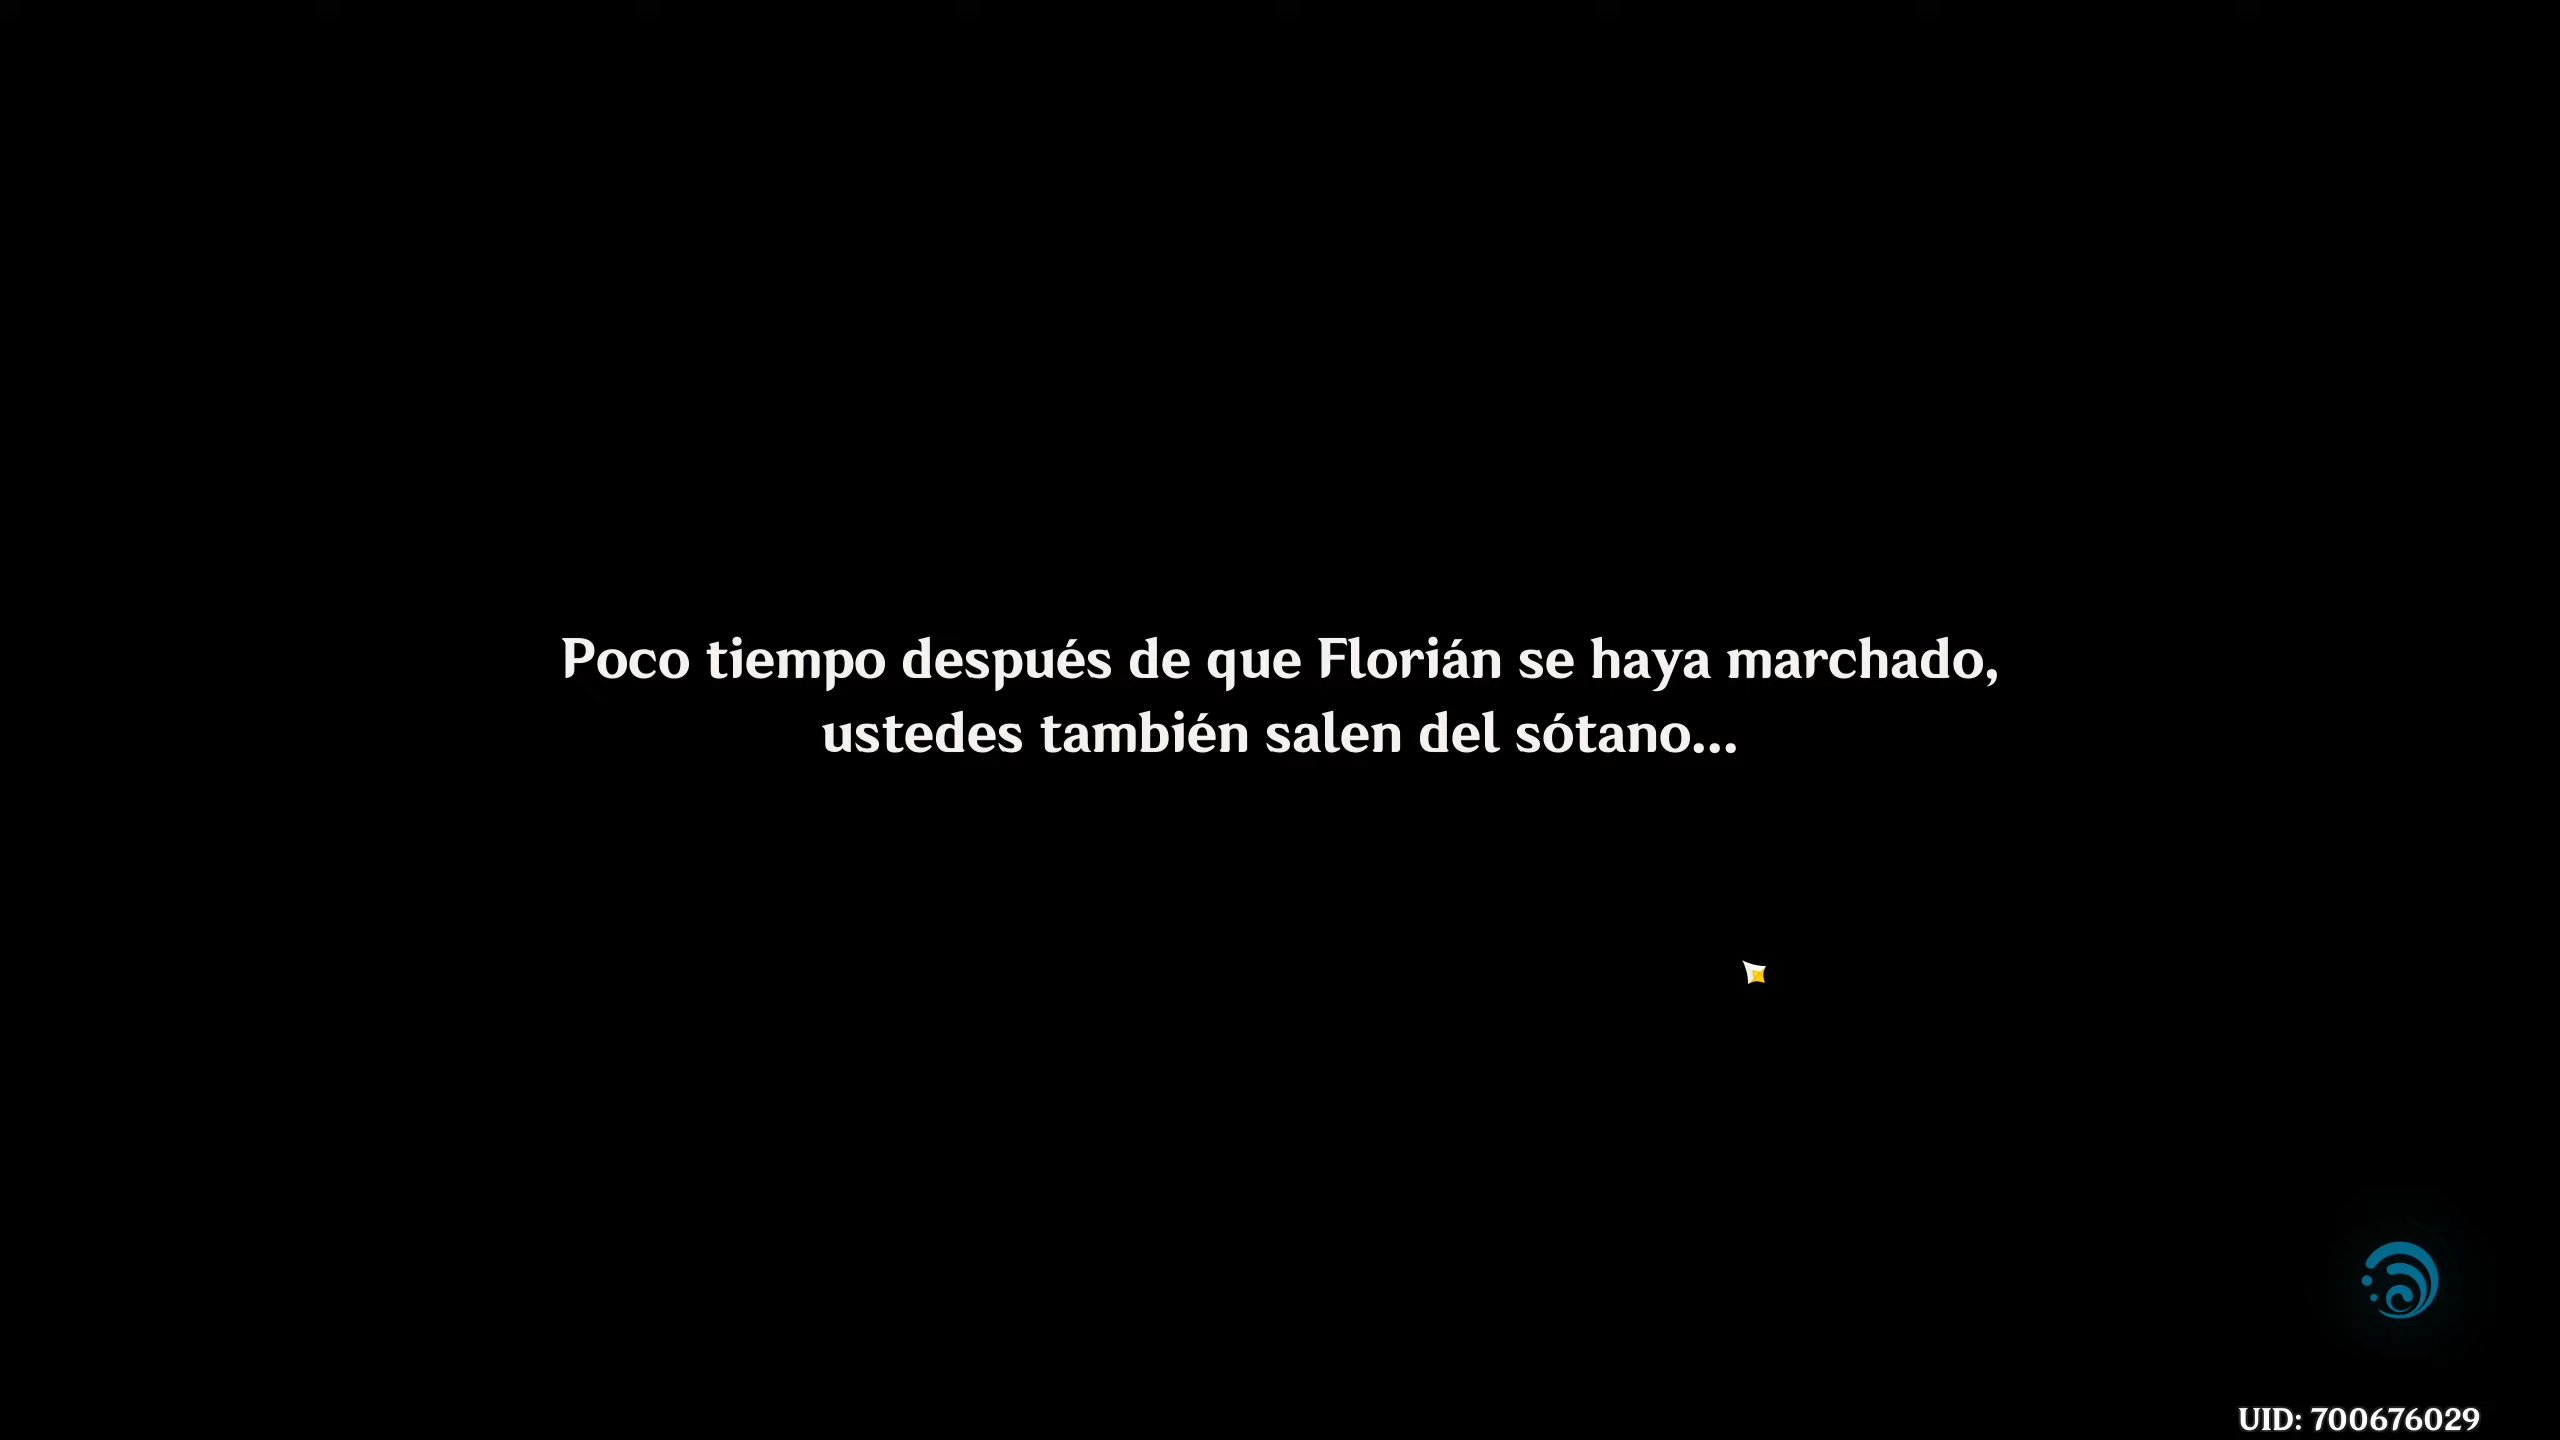 Poco tiempo después de que Florián se haya marchado,
ustedes también salen del sótano...
UID: 700676029